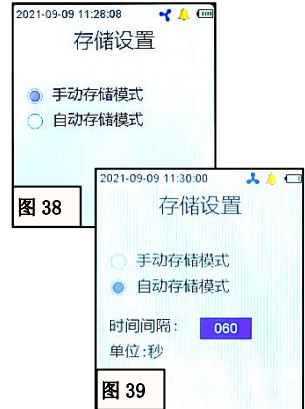 2021-09-09 11:28:08
存储设置
手动存储模式
自动存储模式
图 38
2021-09-09 11:30:00
存储设置
手动存储模式
自动存储模式
时间间隔： 060
单位:秒
图 39